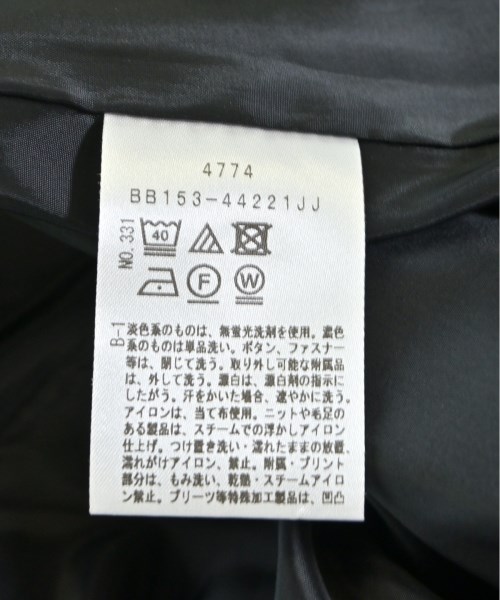 4774
BB153-44221JJ
NO.331
40
F
W
B-1
淡色系のものは、無蛍光洗剤を使用。濃色
系のものは単品洗い。ボタン、ファスナー
等は、閉じて洗う。取り外し可能な附属品
は、外して洗う。漂白は、漂白剤の指示に
したがう。汗をかいた場合、速やかに洗う。
アイロンは、当て布使用。ニットや毛足の
ある製品は、スチームでの浮かしアイロン
仕上げ。つけ置き洗い・濡れたままの放置、
濡れがけアイロン、禁止。附属・プリント
部分は、もみ洗い、乾熱・スチームアイロ
ン禁止。プリーツ等特殊加工製品は、凹凸